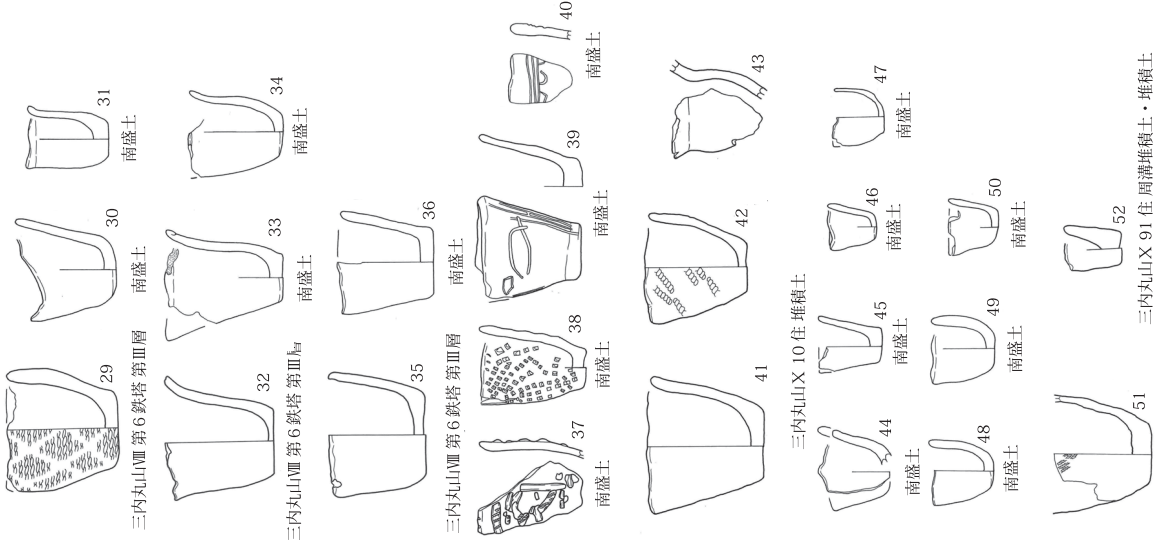 29 30 31
三内丸山Ⅷ 第6鉄塔 第Ⅲ層 南盛土 南盛土
32 33 34
三内丸山Ⅷ 第6鉄塔 第Ⅲ層 南盛土 南盛土
35 36
三内丸山Ⅷ 第6鉄塔 第Ⅲ層 南盛土
37 38 39 40
南盛土 南盛土 南盛土 南盛土
41 42 43
三内丸山Ⅹ 10住 堆積土
44 45 46 47
南盛土 南盛土 南盛土 南盛土
48 49 50
南盛土 南盛土
51 52
三内丸山Ⅹ 91住 周溝堆積土・堆積土